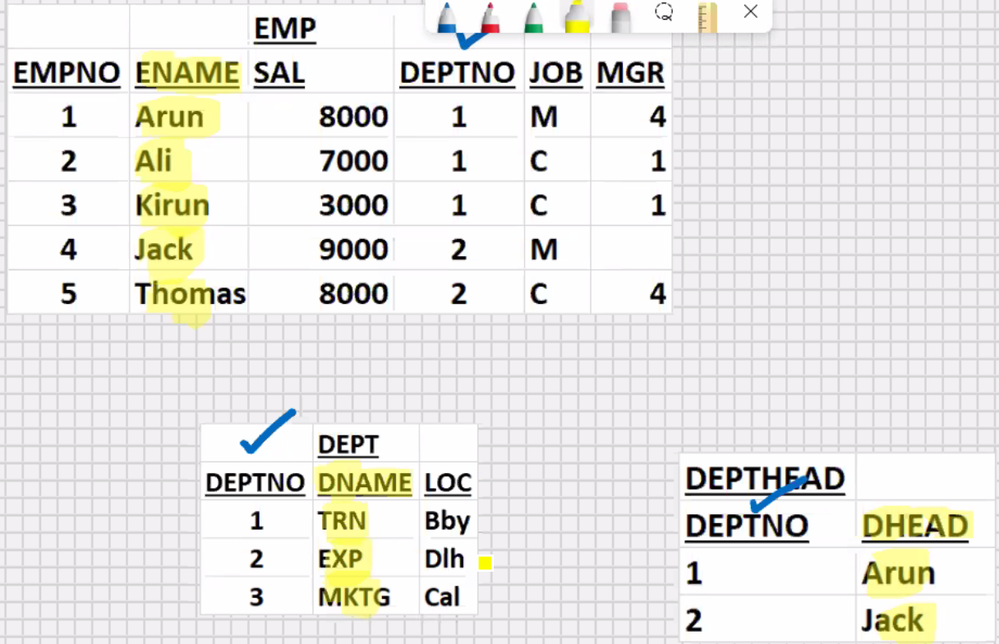 EMP
EMPNO ENAME SAL DEPTNO JOB MGR
1 Arun 8000 1 M 4
2 Ali 7000 1 C 1
3 Kirun 3000 1 C 1
4 Jack 9000 2 M
5 Thomas 8000 2 C 4
DEPT
DEPTNO DNAME LOC
1 TRN Bby
2 EXP Dlh
3 MKTG Cal
DEPTHEAD
DEPTNO DHEAD
1 Arun
2 Jack